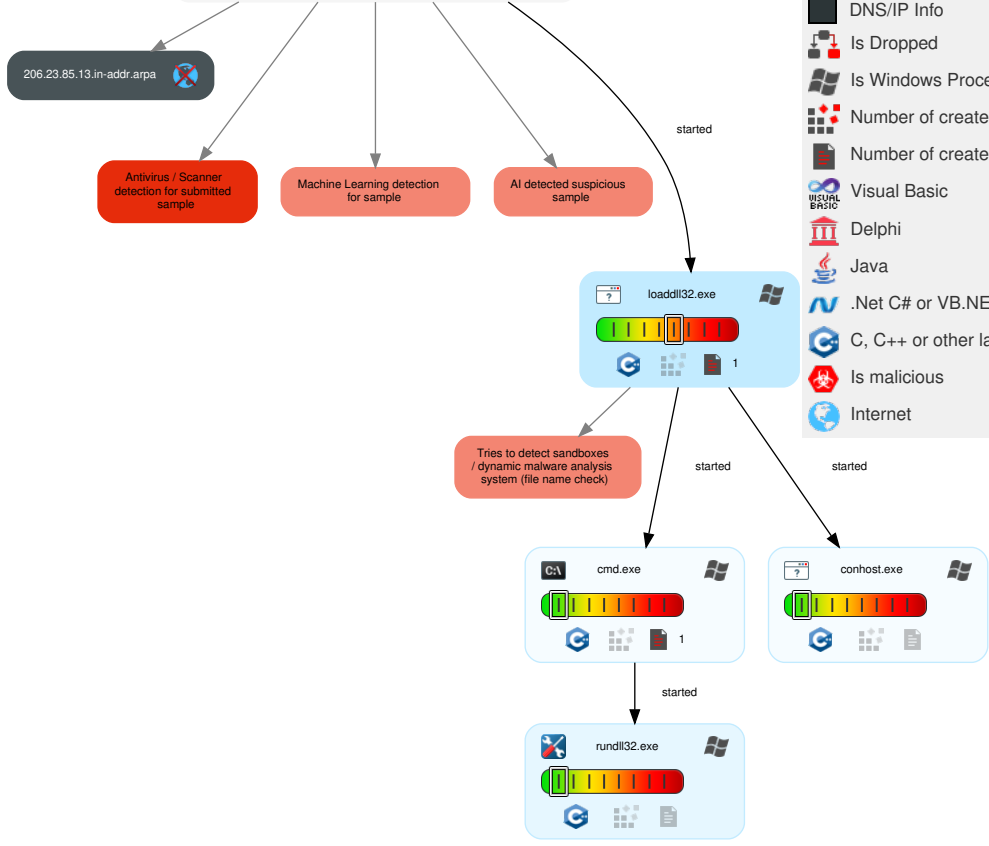 DNS/IP Info
Is Dropped
Is Windows Proce
Number of create
Number of create
VISUAL
BASIC
Visual Basic
Delphi
Java
.Net C# or VB.NE
C, C++ or other la
Is malicious
Internet
206.23.85.13.in-addr.arpa
started
Antivirus / Scanner
detection for submitted
sample
Machine Learning detection
for sample
AI detected suspicious
sample
?
loaddll32.exe
1
Tries to detect sandboxes
/ dynamic malware analysis
system (file name check)
started
started
C:\
cmd.exe
1
?
conhost.exe
started
rundll32.exe